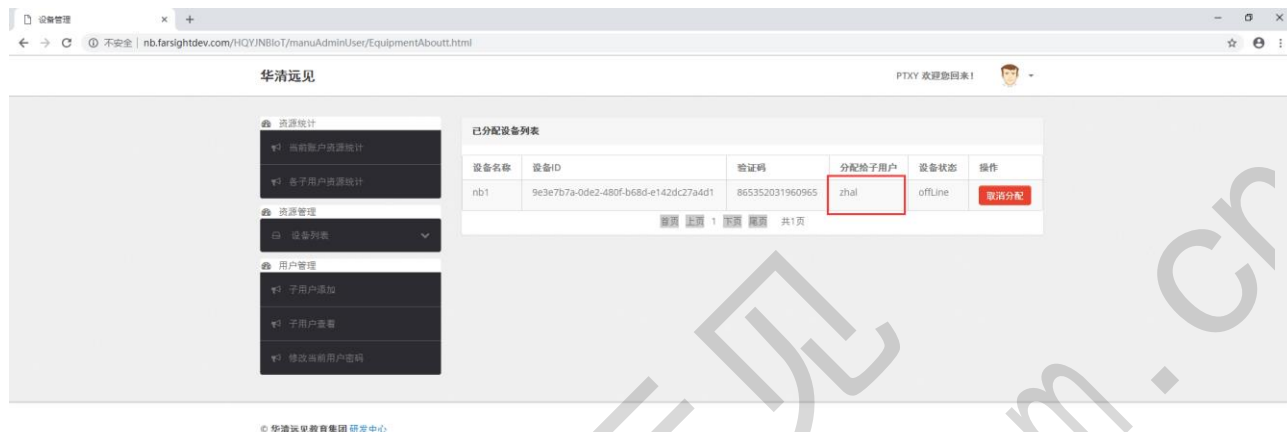 设备管理
不安全 | nb.farsightdev.com/HQYJNBIoT/manuAdminUser/EquipmentAboutt.html
华清远见
PTXY 欢迎您回来!
资源统计
当前账户资源统计
各子用户资源统计
资源管理
设备列表
用户管理
子用户添加
子用户查看
修改当前用户密码
已分配设备列表
设备名称 设备ID 验证码 分配给子用户 设备状态 操作
nb1 9e3e7b7a-0de2-480f-b68d-e142dc27a4d1 865352031960965 zhal offLine 取消分配
首页 上页 1 下页 尾页 共1页
© 华清远见教育集团 研发中心